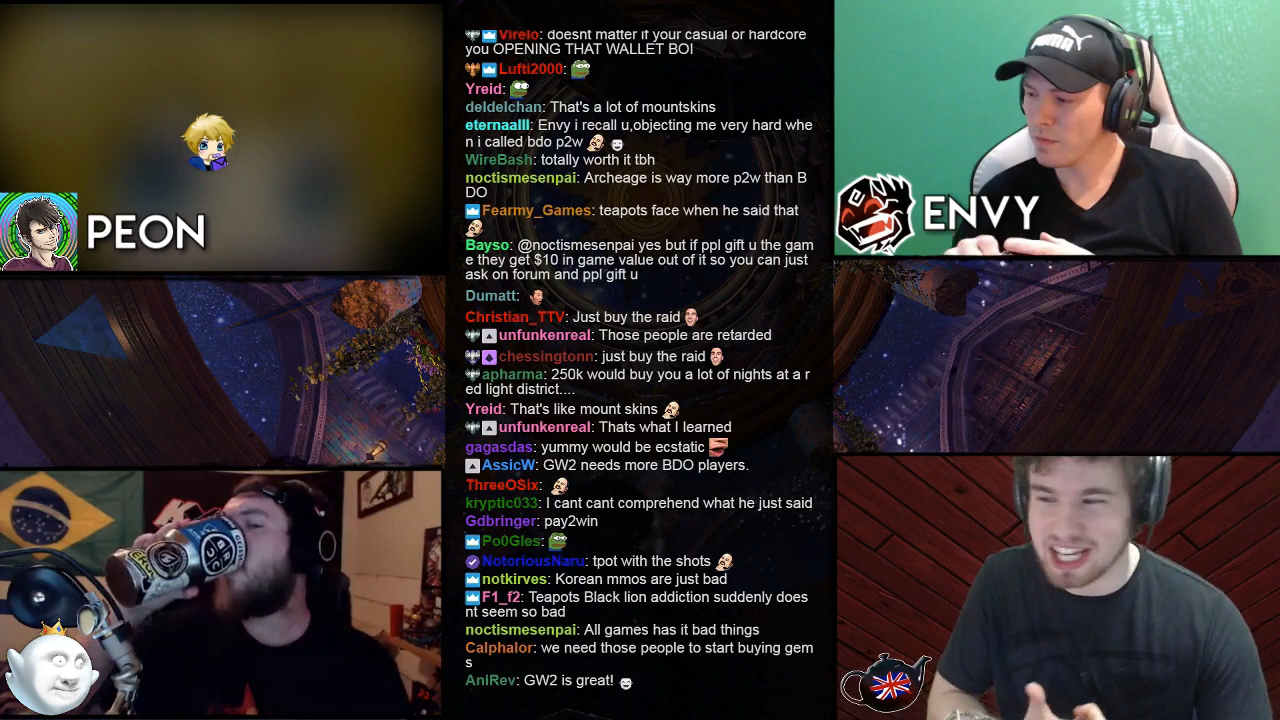 Virelo: doesnt matter if your casual or hardcore
you OPENING THAT WALLET BOI
Lufti2000:
Yreid:
deldelchan: That's a lot of mountskins
eternaalll: Envy i recall u,objecting me very hard whe
n i called bdo p2w
WireBash: totally worth it tbh
noctismesenpai: Archeage is way more p2w than B
DO
Fearmy_Games: teapots face when he said that
Bayso: @noctismesenpai yes but if ppl gift u the gam
e they get $10 in game value out of it so you can just
ask on forum and ppl gift u
Dumatt:
Christian_TTV: Just buy the raid
unfunkenreal: Those people are retarded
chessingtonn: just buy the raid
apharma: 250k would buy you a lot of nights at a r
ed light district....
Yreid: That's like mount skins
unfunkenreal: Thats what I learned
gagasdas: yummy would be ecstatic
AssicW: GW2 needs more BDO players.
ThreeOSix:
kryptic033: I cant cant comprehend what he just said
Gdbringer: pay2win
Po0Gles:
NotoriousNaru: tpot with the shots
notkirves: Korean mmos are just bad
F1_f2: Teapots Black lion addiction suddenly does
nt seem so bad
noctismesenpai: All games has it bad things
Calphalor: we need those people to start buying gem
s
AniRev: GW2 is great!
PEON
PUMA
ENVY